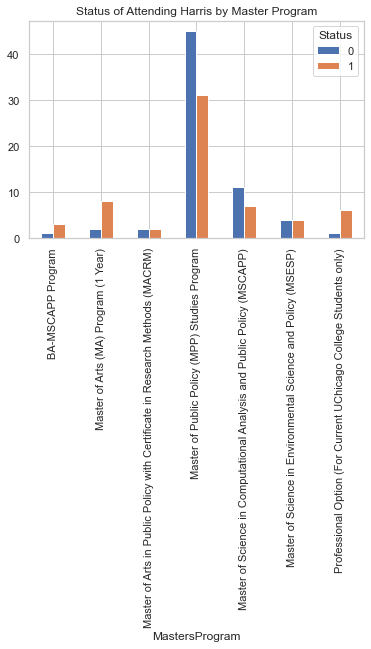 Status of Attending Harris by Master Program
Status
0
1
40
30
20
10
0
BA-MSCAPP Program
Master of Arts (MA) Program (1 Year)
Master of Arts in Public Policy with Certificate in Research Methods (MACRM)
Master of Public Policy (MPP) Studies Program
Master of Science in Computational Analysis and Public Policy (MSCAPP)
Master of Science in Environmental Science and Policy (MSESP)
Professional Option (For Current UChicago College Students only)
MastersProgram